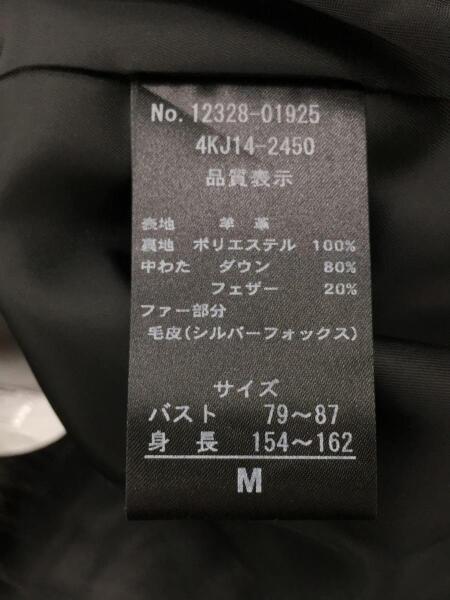 No. 12328-01925
4KJ14-2450
品質表示
表地 羊革
裏地 ポリエステル 100%
中わた ダウン 80%
フェザー 20%
ファー部分
毛皮(シルバーフォックス)
サイズ
バスト 79～87
身長 154～162
M